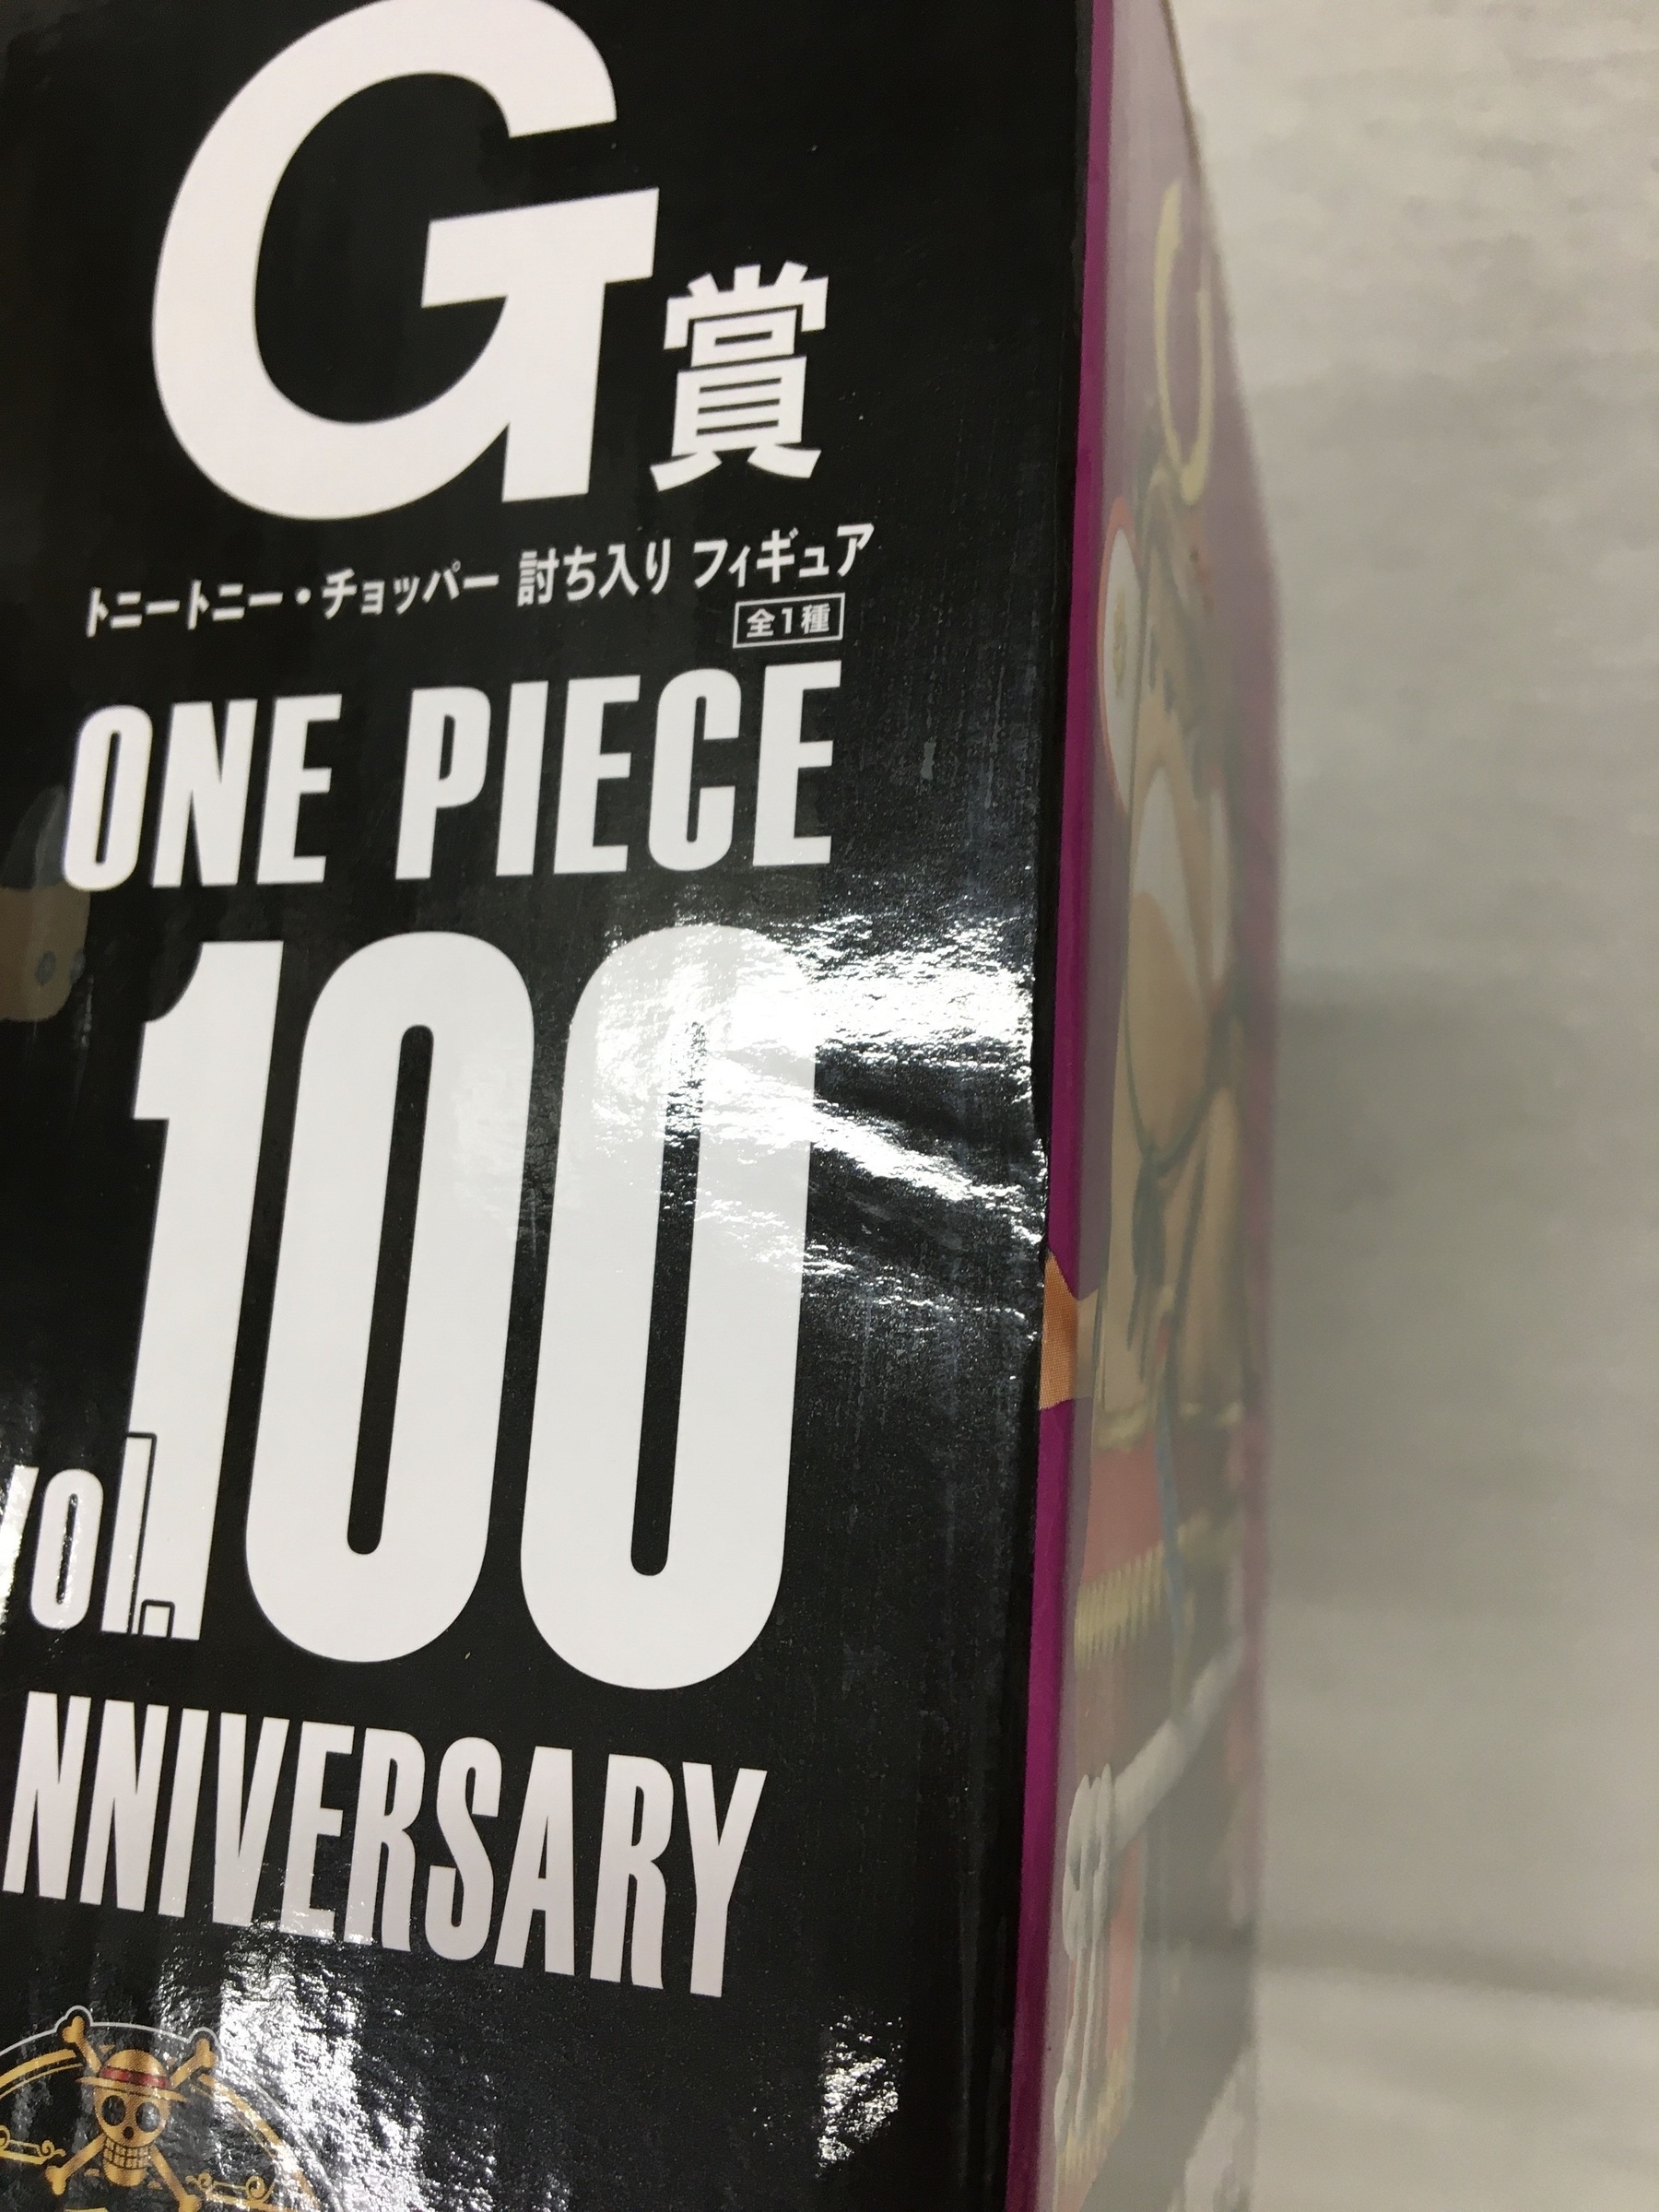 G賞
トニートニー・チョッパー 討ち入り フィギュア
全1種
ONE PIECE
vol.100
NNIVERSARY